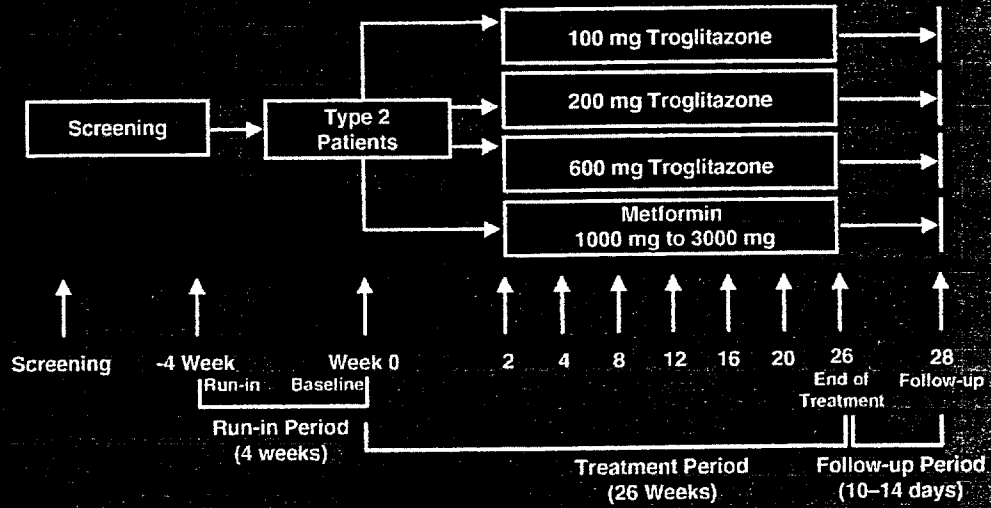 100 mg Troglitazone
200 mg Troglitazone
Screening
Type 2
Patients
600 mg Troglitazone
Metformin
1000 mg to 3000 mg
Screening
-4 Week
Week 0
2
4
8
12
16
20
26
28
Run-in
Baseline
End of
Treatment
Follow-up
Run-in Period
(4 weeks)
Treatment Period
(26 Weeks)
Follow-up Period
(10–14 days)